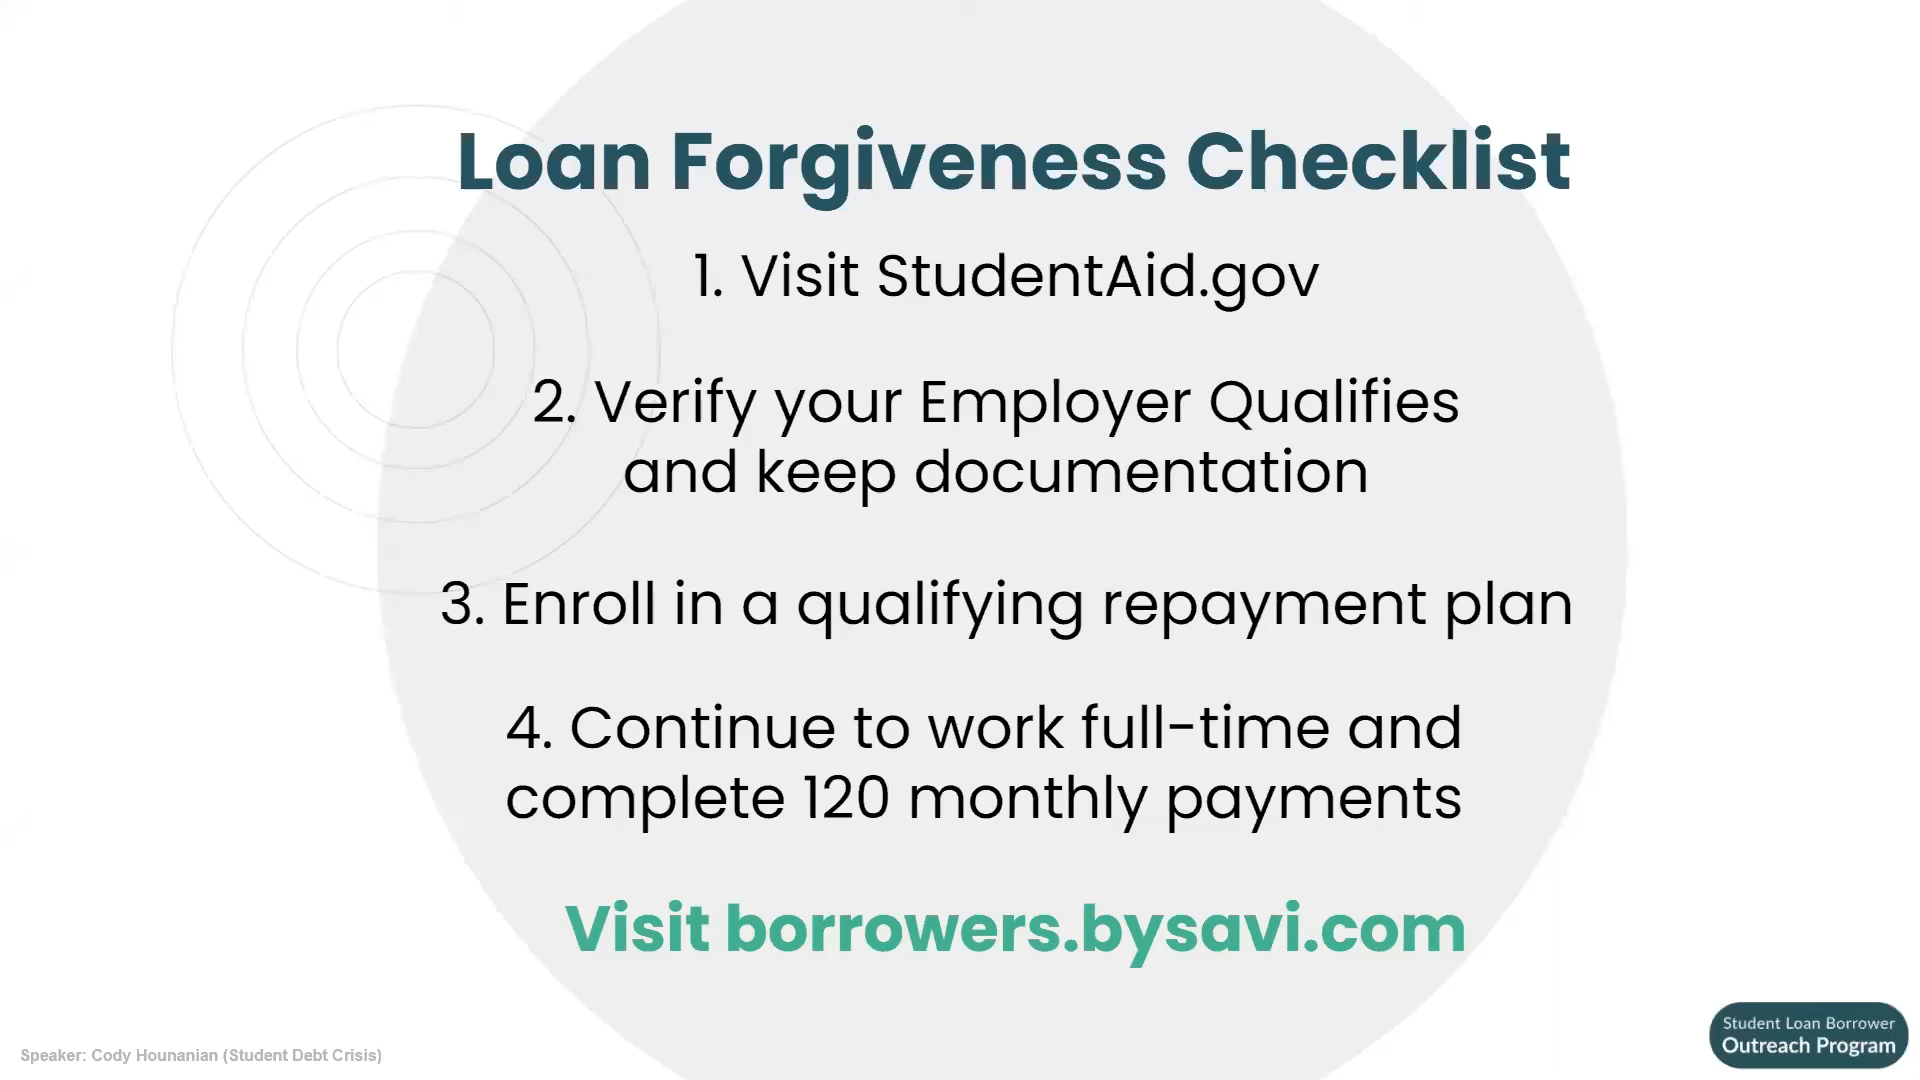 Loan Forgiveness Checklist
1. Visit StudentAid.gov
2. Verify your Employer Qualifies
and keep documentation
3. Enroll in a qualifying repayment plan
4. Continue to work full-time and
complete 120 monthly payments
Visit borrowers.bysavi.com
Speaker: Cody Hounanian (Student Debt Crisis)
Student Loan Borrower
Outreach Program